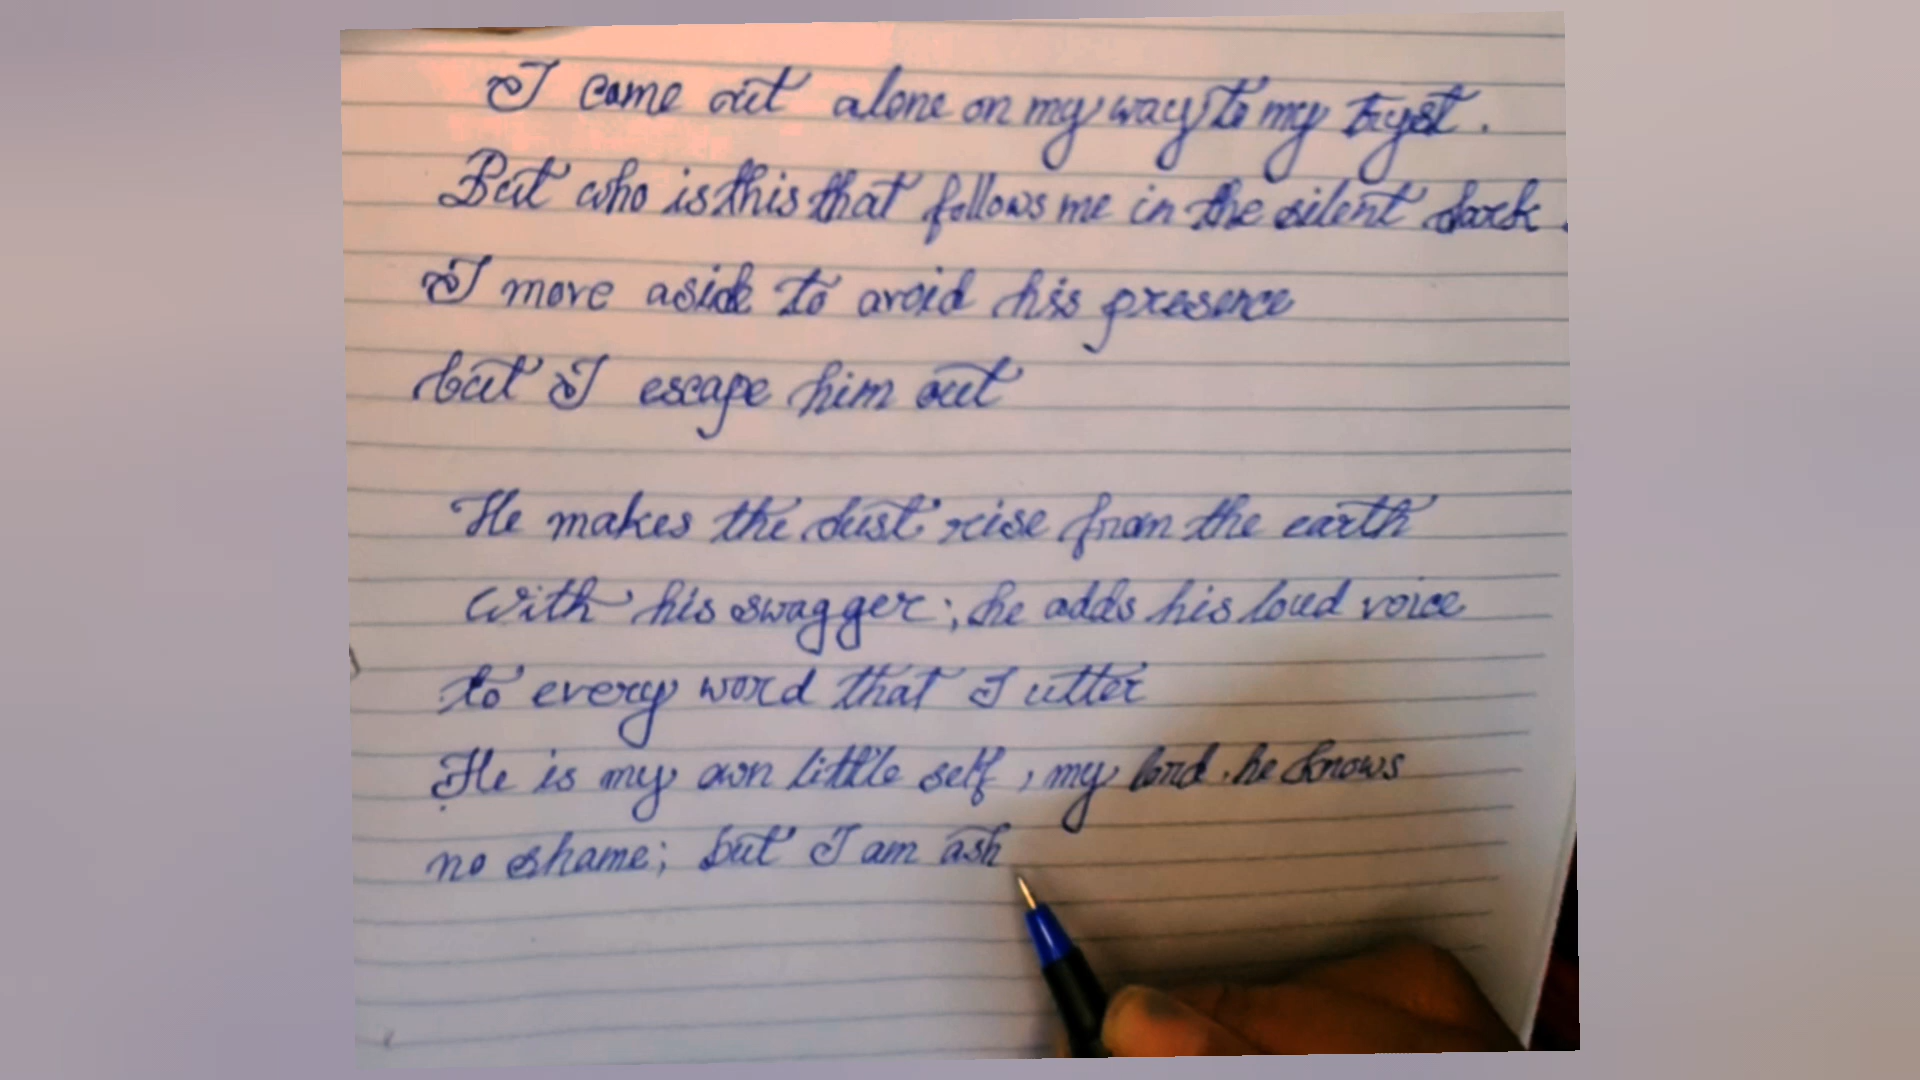 I come out alone on my way to my tryst.
But who is this that follows me in the silent dark.
I move aside to avoid his presence
but I escape him out
He makes the dust rise from the earth
With his swagger; he adds his loud voice
to every word that I utter
He is my own little self, my lord. he knows
no shame; but I am ash